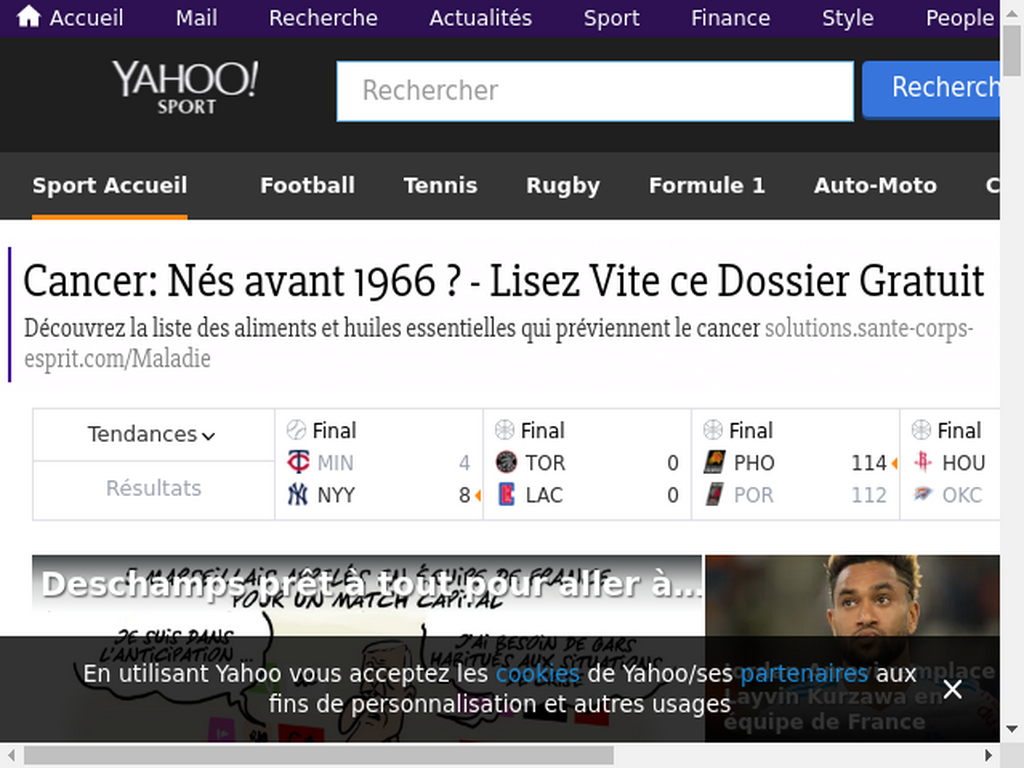 Accueil Mail Recherche Actualités Sport Finance Style People
YAHOO!
SPORT
Rechercher
Recherch
Sport Accueil Football Tennis Rugby Formule 1 Auto-Moto C
Cancer: Nés avant 1966 ? - Lisez Vite ce Dossier Gratuit
Découvrez la liste des aliments et huiles essentielles qui préviennent le cancer solutions.sante-corps-
esprit.com/Maladie
Tendances
Résultats
Final
MIN 4
NYY 8
Final
TOR 0
LAC 0
Final
PHO 114
POR 112
Final
HOU
OKC
5 MARSEILLAIS APPELÉS EN ÉQUIPE DE FRANCE
POUR UN MATCH CAPITAL
Deschamps prêt à tout pour aller à...
JE SUIS DANS
L'ANTICIPATION...
J'AI BESOIN DE GARS
HABITUÉS AUX SITUATIONS
Layvin Kurzawa en
équipe de France
En utilisant Yahoo vous acceptez les cookies de Yahoo/ses partenaires aux
fins de personnalisation et autres usages